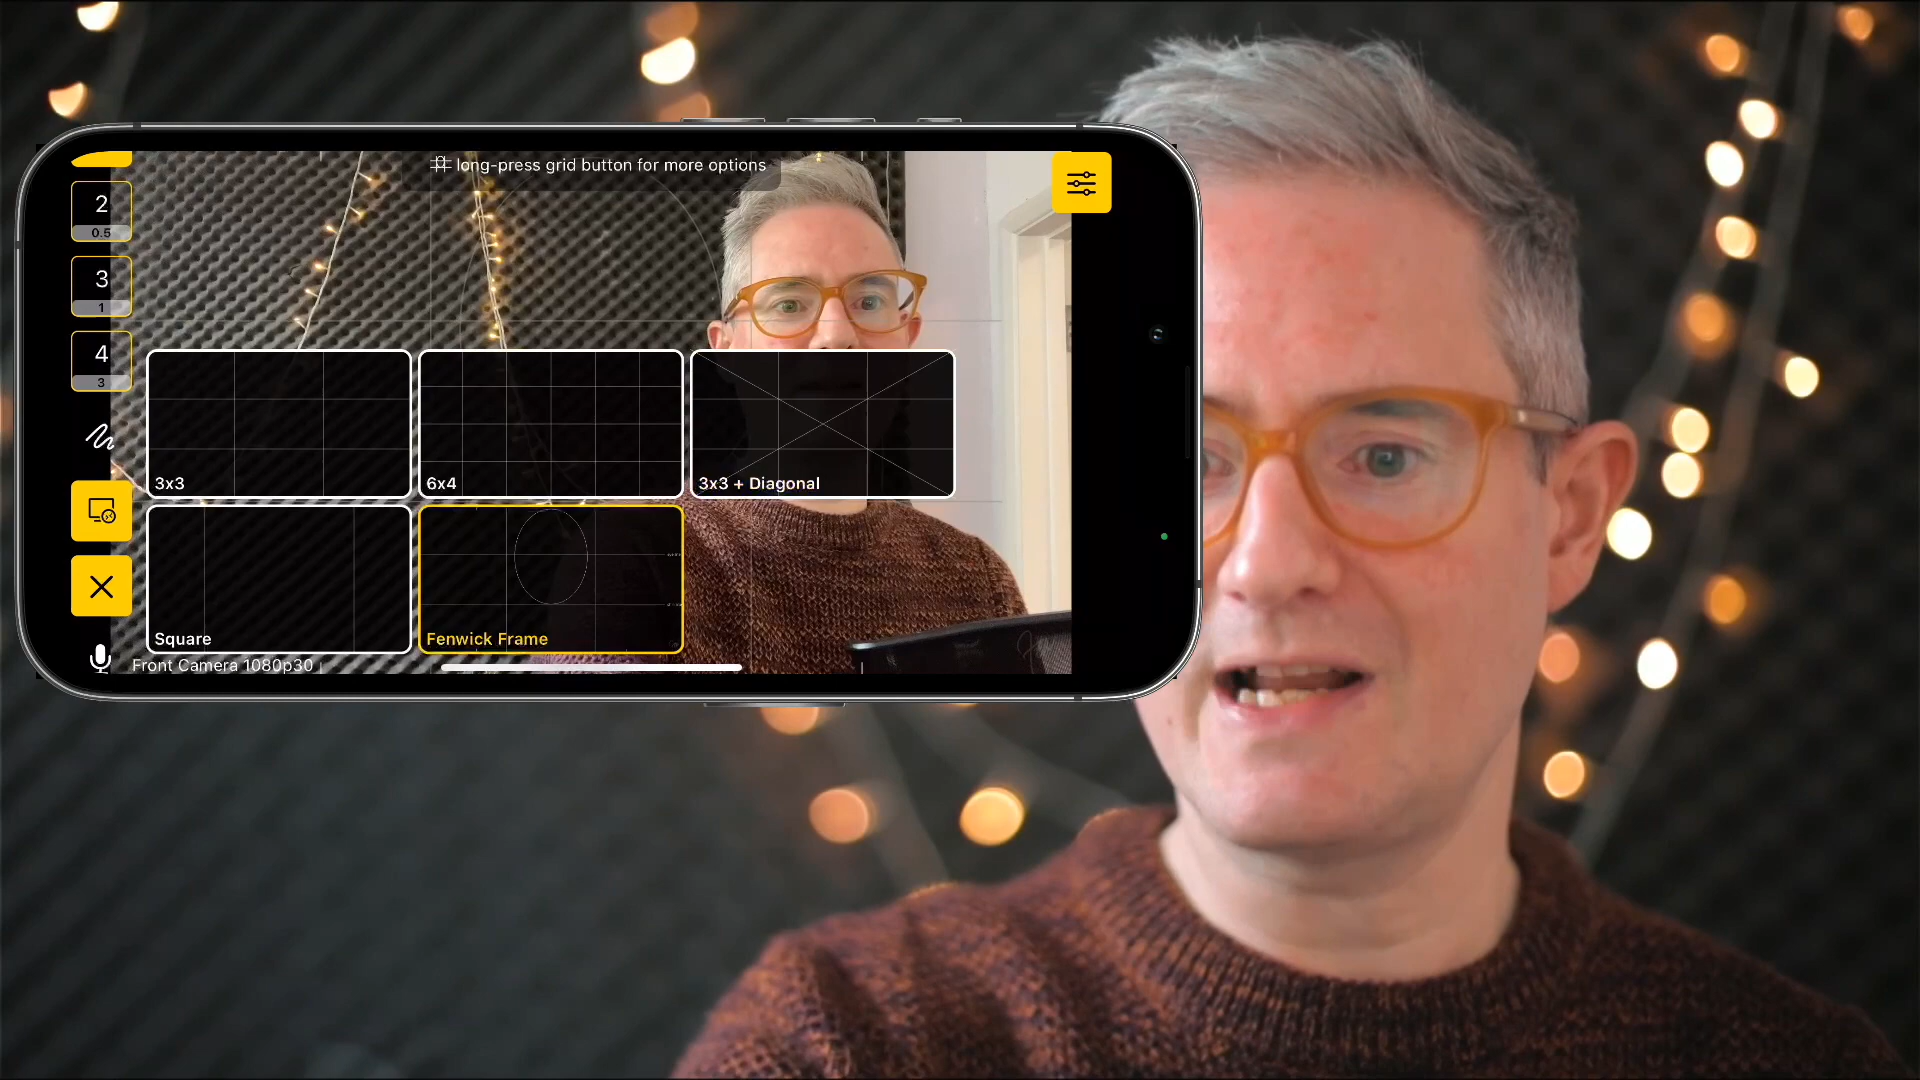 long-press grid button for more options
2
0.5
3
1
4
3
3x3
6x4
3x3 + Diagonal
Square
Fenwick Frame
Front Camera 1080p30